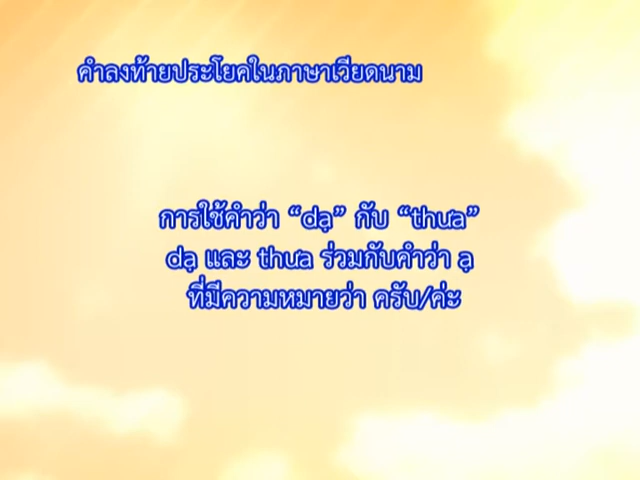 คำลงท้ายประโยคในภาษาเวียดนาม
การใช้คำว่า “dạ” กับ “thưa”
dạ และ thưa ร่วมกับคำว่า ạ
ที่มีความหมายว่า ครับ/ค่ะ